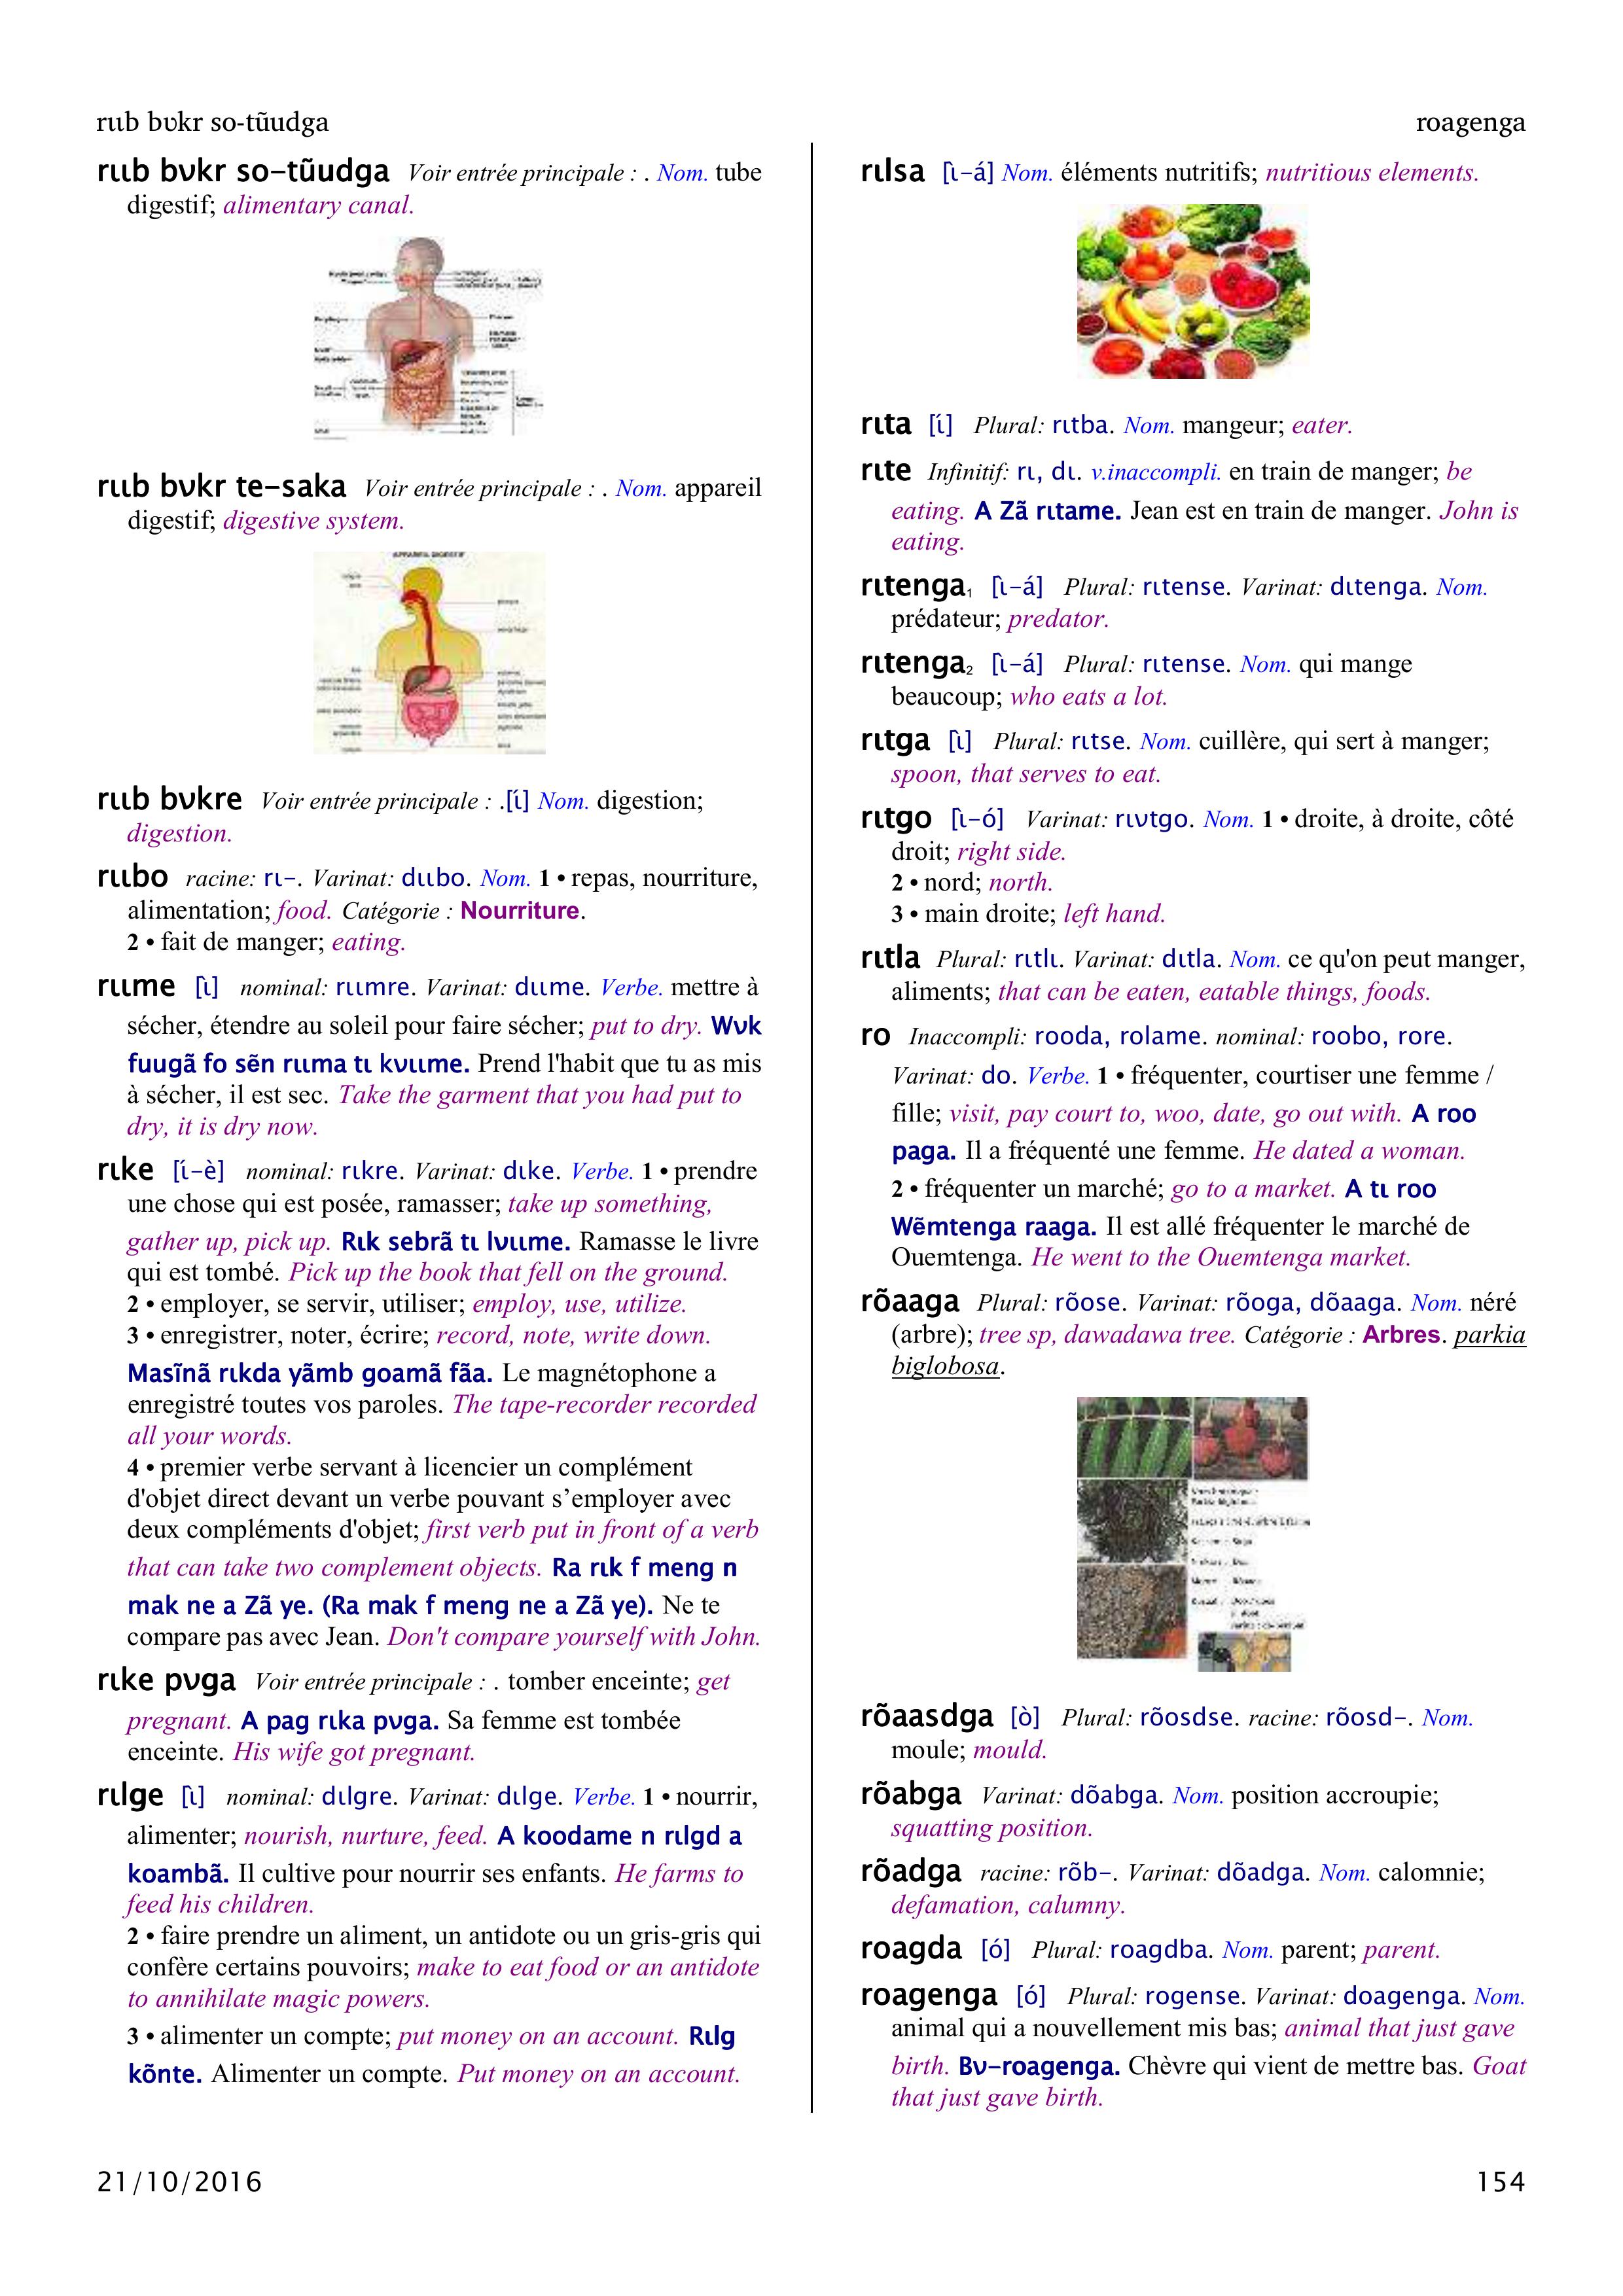 rɩɩb bʋkr so-tũudga
roagenga
rɩɩb bʋkr so–tũudga Voir entrée principale : . Nom. tube
digestif; alimentary canal.
rɩɩb bʋkr te–saka Voir entrée principale : . Nom. appareil
digestif; digestive system.
APPAREIL DIGESTIF
rɩɩb bʋkre Voir entrée principale : .[ɩ́] Nom. digestion;
digestion.
rɩɩbo racine: rɩ–. Varinat: dɩɩbo. Nom. 1 • repas, nourriture,
alimentation; food. Catégorie : Nourriture.
2 • fait de manger; eating.
rɩɩme [ɩ̀] nominal: rɩɩmre. Varinat: dɩɩme. Verbe. mettre à
sécher, étendre au soleil pour faire sécher; put to dry. Wʋk
fuugã fo sẽn rɩɩma tɩ kʋɩɩme. Prend l'habit que tu as mis
à sécher, il est sec. Take the garment that you had put to
dry, it is dry now.
rɩke [ɩ́–è] nominal: rɩkre. Varinat: dɩke. Verbe. 1 • prendre
une chose qui est posée, ramasser; take up something,
gather up, pick up. Rɩk sebrã tɩ lʋɩɩme. Ramasse le livre
qui est tombé. Pick up the book that fell on the ground.
2 • employer, se servir, utiliser; employ, use, utilize.
3 • enregistrer, noter, écrire; record, note, write down.
Masĩnã rɩkda yãmb goamã fãa. Le magnétophone a
enregistré toutes vos paroles. The tape-recorder recorded
all your words.
4 • premier verbe servant à licencier un complément
d'objet direct devant un verbe pouvant s’employer avec
deux compléments d'objet; first verb put in front of a verb
that can take two complement objects. Ra rɩk f meng n
mak ne a Zã ye. (Ra mak f meng ne a Zã ye). Ne te
compare pas avec Jean. Don't compare yourself with John.
rɩke pʋga Voir entrée principale : . tomber enceinte; get
pregnant. A pag rɩka pʋga. Sa femme est tombée
enceinte. His wife got pregnant.
rɩlge [ɩ̀] nominal: dɩlgre. Varinat: dɩlge. Verbe. 1 • nourrir,
alimenter; nourish, nurture, feed. A koodame n rɩlgd a
koambã. Il cultive pour nourrir ses enfants. He farms to
feed his children.
2 • faire prendre un aliment, un antidote ou un gris-gris qui
confère certains pouvoirs; make to eat food or an antidote
to annihilate magic powers.
3 • alimenter un compte; put money on an account. Rɩlg
kõnte. Alimenter un compte. Put money on an account.
rɩlsa [ɩ̀–á] Nom. éléments nutritifs; nutritious elements.
rɩta [ɩ́] Plural: rɩtba. Nom. mangeur; eater.
rɩte Infinitif: rɩ, dɩ. v.inaccompli. en train de manger; be
eating. A Zã rɩtame. Jean est en train de manger. John is
eating.
rɩtenga₁ [ɩ̀–á] Plural: rɩtense. Varinat: dɩtenga. Nom.
prédateur; predator.
rɩtenga₂ [ɩ̀–á] Plural: rɩtense. Nom. qui mange
beaucoup; who eats a lot.
rɩtga [ɩ̀] Plural: rɩtse. Nom. cuillère, qui sert à manger;
spoon, that serves to eat.
rɩtgo [ɩ̀–ó] Varinat: rɩʋtgo. Nom. 1 • droite, à droite, côté
droit; right side.
2 • nord; north.
3 • main droite; left hand.
rɩtla Plural: rɩtlɩ. Varinat: dɩtla. Nom. ce qu'on peut manger,
aliments; that can be eaten, eatable things, foods.
ro Inaccompli: rooda, rolame. nominal: roobo, rore.
Varinat: do. Verbe. 1 • fréquenter, courtiser une femme /
fille; visit, pay court to, woo, date, go out with. A roo
paga. Il a fréquenté une femme. He dated a woman.
2 • fréquenter un marché; go to a market. A tɩ roo
Wẽmtenga raaga. Il est allé fréquenter le marché de
Ouemtenga. He went to the Ouemtenga market.
rõaaga Plural: rõose. Varinat: rõoga, dõaaga. Nom. néré
(arbre); tree sp, dawadawa tree. Catégorie : Arbres. parkia
biglobosa.
rõaasdga [ò] Plural: rõosdse. racine: rõosd–. Nom.
moule; mould.
rõabga Varinat: dõabga. Nom. position accroupie;
squatting position.
rõadga racine: rõb–. Varinat: dõadga. Nom. calomnie;
defamation, calumny.
roagda [ó] Plural: roagdba. Nom. parent; parent.
roagenga [ó] Plural: rogense. Varinat: doagenga. Nom.
animal qui a nouvellement mis bas; animal that just gave
birth. Bʋ–roagenga. Chèvre qui vient de mettre bas. Goat
that just gave birth.
21/10/2016
154